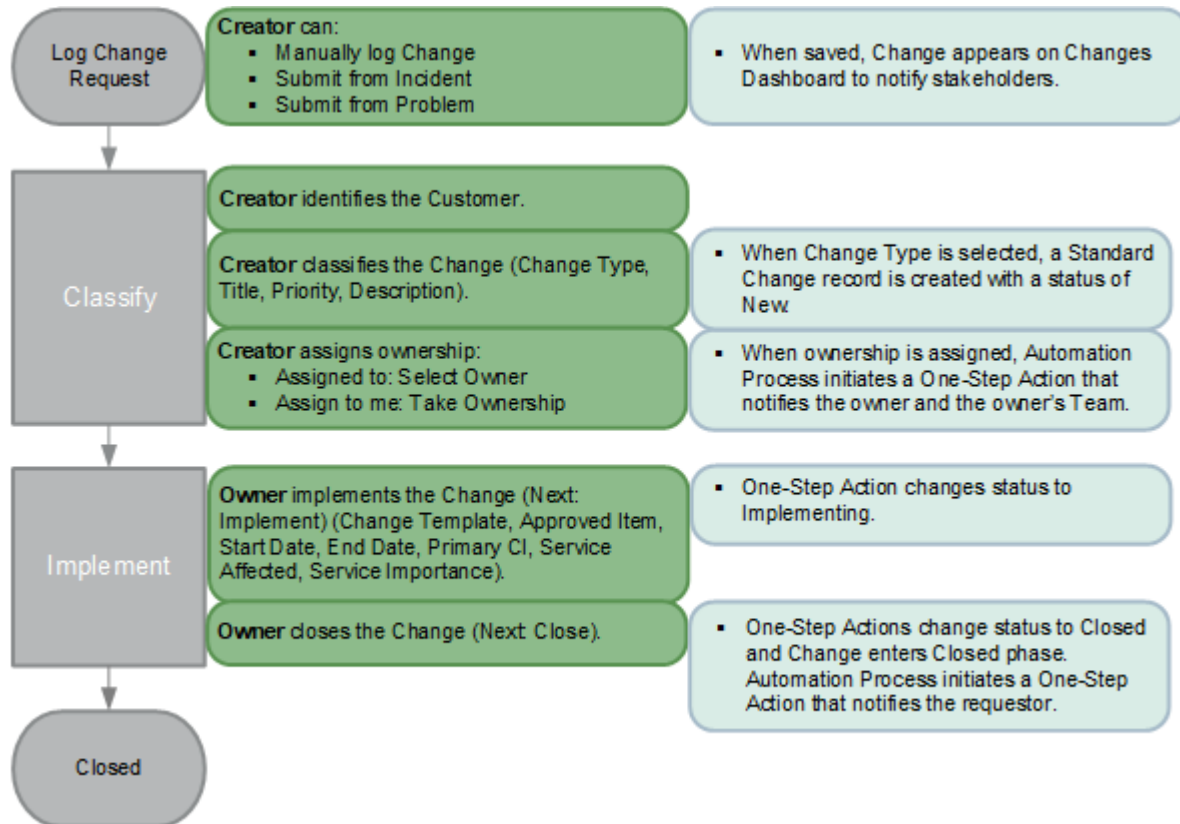 Log Change
Request
Creator can:
▪ Manually log Change
▪ Submit from Incident
▪ Submit from Problem
▪ When saved, Change appears on Changes
Dashboard to notify stakeholders.
Classify
Creator identifies the Customer.
Creator classifies the Change (Change Type,
Title, Priority, Description).
▪ When Change Type is selected, a Standard
Change record is created with a status of
New.
Creator assigns ownership:
▪ Assigned to: Select Owner
▪ Assign to me: Take Ownership
▪ When ownership is assigned, Automation
Process initiates a One-Step Action that
notifies the owner and the owner's Team.
Implement
Owner implements the Change (Next:
Implement) (Change Template, Approved Item,
Start Date, End Date, Primary CI, Service
Affected, Service Importance).
▪ One-Step Action changes status to
Implementing.
Owner closes the Change (Next: Close).
▪ One-Step Actions change status to Closed
and Change enters Closed phase.
Automation Process initiates a One-Step
Action that notifies the requestor.
Closed